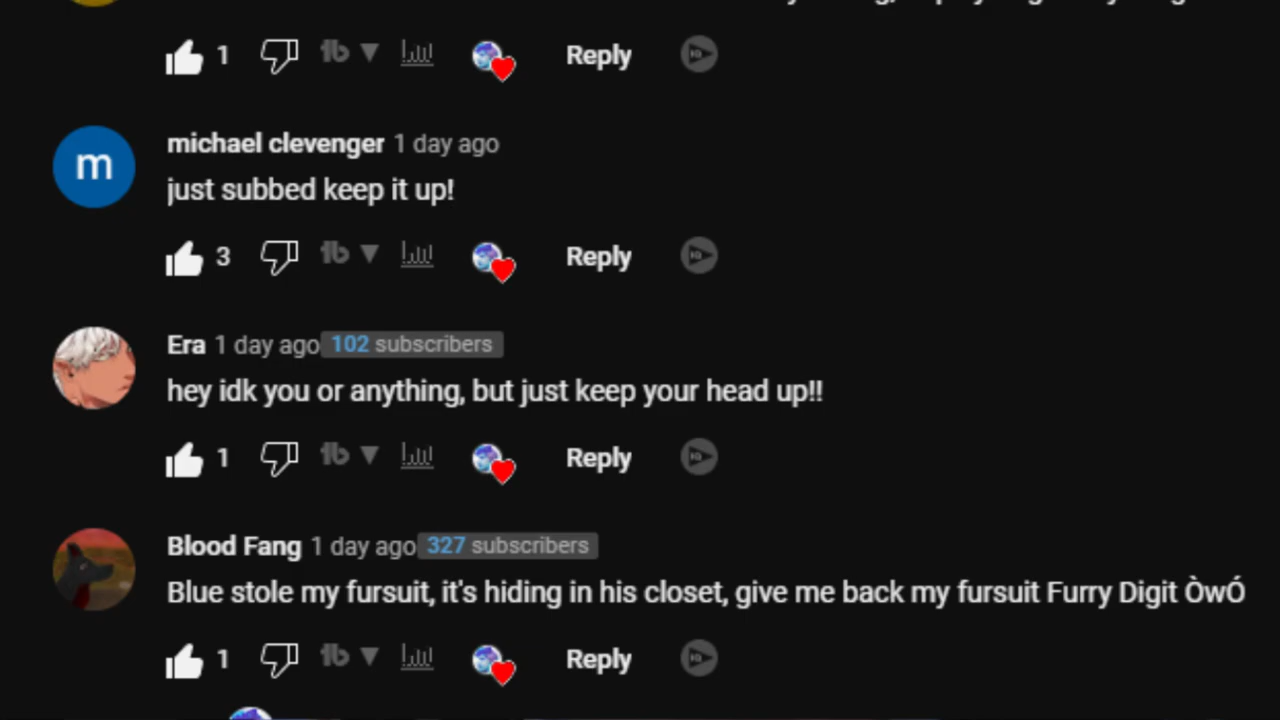 1 Reply
m
michael clevenger 1 day ago
just subbed keep it up!
3 Reply
Era 1 day ago 102 subscribers
hey idk you or anything, but just keep your head up!!
1 Reply
Blood Fang 1 day ago 327 subscribers
Blue stole my fursuit, it's hiding in his closet, give me back my fursuit Furry Digit ÒwÓ
1 Reply